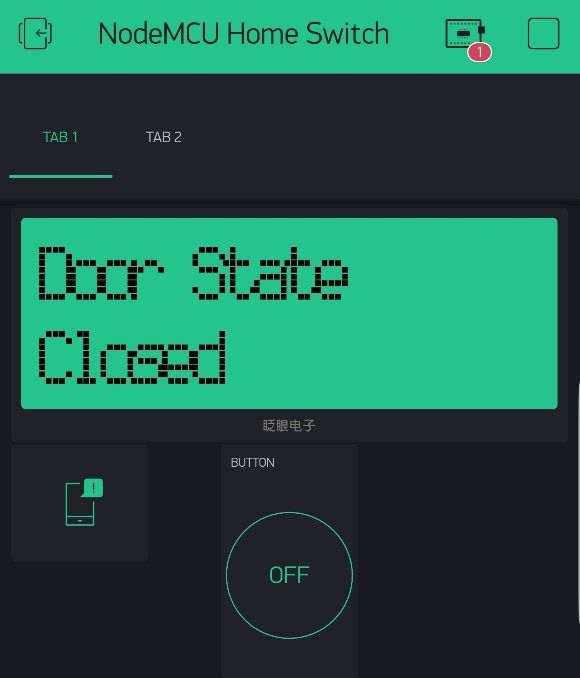 NodeMCU Home Switch
1
TAB 1
TAB 2
Door State
Closed
眨眼电子
!
BUTTON
OFF